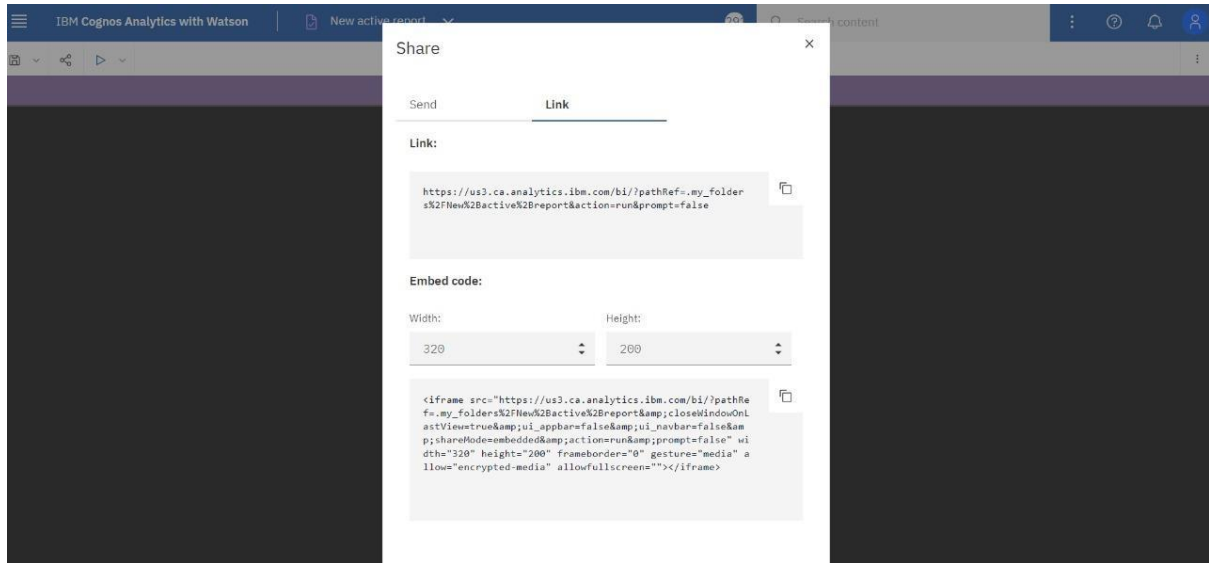 IBM Cognos Analytics with Watson New active report Search content
Share
Send Link
Link:
https://us3.ca.analytics.ibm.com/bi/?pathRef=.my_folder
s%2FNew%2Bactive%2Breport&action=run&prompt=false
Embed code:
Width: Height:
320 200
<iframe src="https://us3.ca.analytics.ibm.com/bi/?pathRe
f=.my_folders%2FNew%2Bactive%2Breport&amp;closeWindowOnL
astView=true&amp;ui_appbar=false&amp;ui_navbar=false&am
p;shareMode=embedded&amp;action=run&amp;prompt=false" wi
dth="320" height="200" frameborder="0" gesture="media" a
llow="encrypted-media" allowfullscreen=""></iframe>